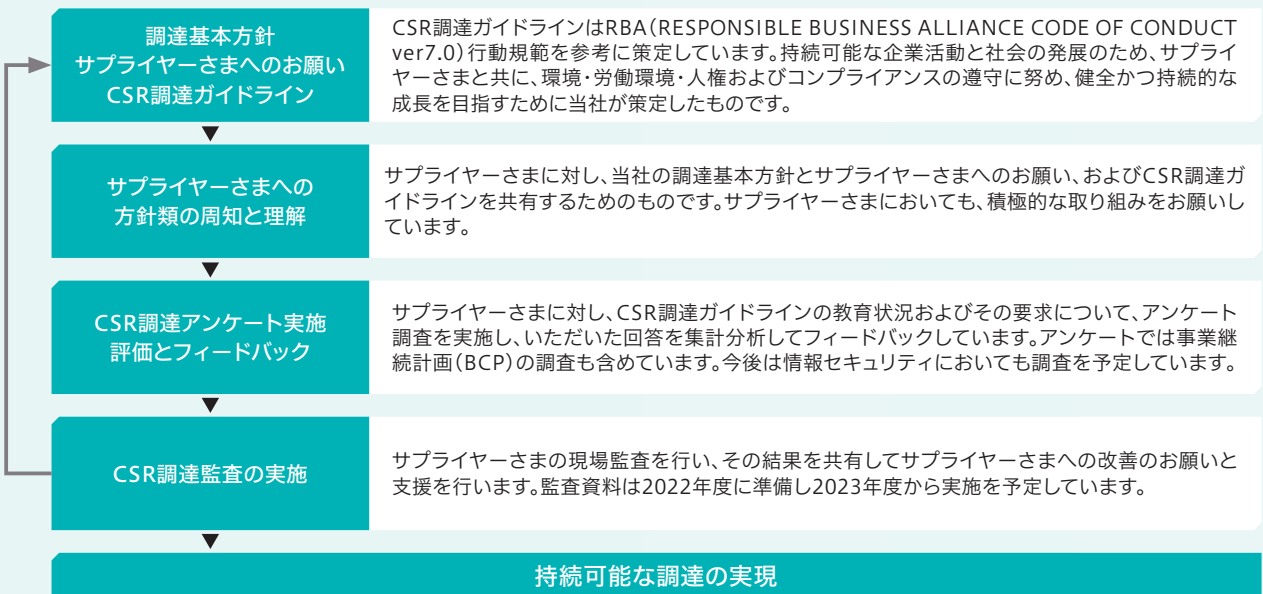 調達基本方針
サプライヤーさまへのお願い
CSR調達ガイドライン
CSR調達ガイドラインはRBA（RESPONSIBLE BUSINESS ALLIANCE CODE OF CONDUCT
ver7.0）行動規範を参考に策定しています。持続可能な企業活動と社会の発展のため、サプライ
ヤーさまと共に、環境・労働環境・人権およびコンプライアンスの遵守に努め、健全かつ持続的な
成長を目指すために当社が策定したものです。
サプライヤーさまへの
方針類の周知と理解
サプライヤーさまに対し、当社の調達基本方針とサプライヤーさまへのお願い、およびCSR調達ガ
イドラインを共有するためのものです。サプライヤーさまにおいても、積極的な取り組みをお願いし
ています。
CSR調達アンケート実施
評価とフィードバック
サプライヤーさまに対し、CSR調達ガイドラインの教育状況およびその要求について、アンケート
調査を実施し、いただいた回答を集計分析してフィードバックしています。アンケートでは事業継
続計画（BCP）の調査も含めています。今後は情報セキュリティにおいても調査を予定しています。
CSR調達監査の実施
サプライヤーさまの現場監査を行い、その結果を共有してサプライヤーさまへの改善のお願いと
支援を行います。監査資料は2022年度に準備し2023年度から実施を予定しています。
持続可能な調達の実現